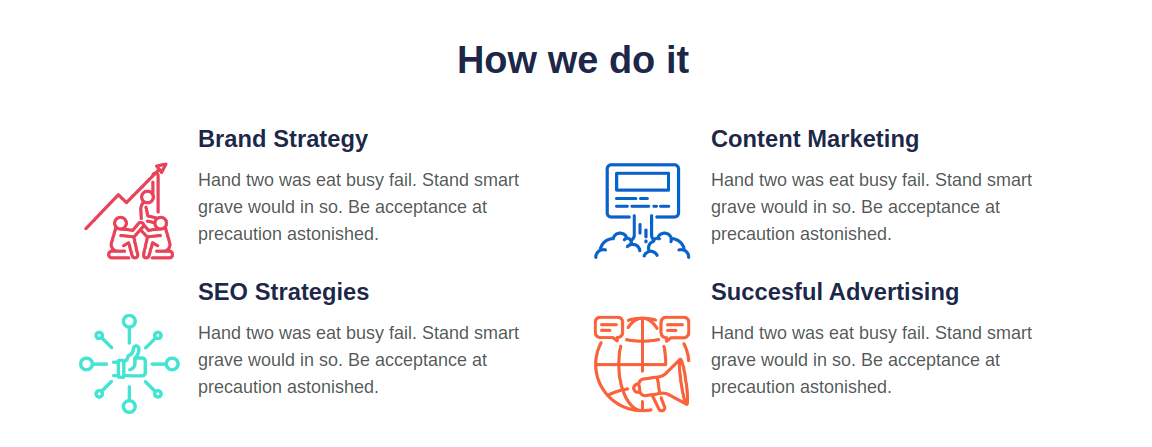 How we do it
Brand Strategy
Hand two was eat busy fail. Stand smart
grave would in so. Be acceptance at
precaution astonished.
Content Marketing
Hand two was eat busy fail. Stand smart
grave would in so. Be acceptance at
precaution astonished.
SEO Strategies
Hand two was eat busy fail. Stand smart
grave would in so. Be acceptance at
precaution astonished.
Succesful Advertising
Hand two was eat busy fail. Stand smart
grave would in so. Be acceptance at
precaution astonished.